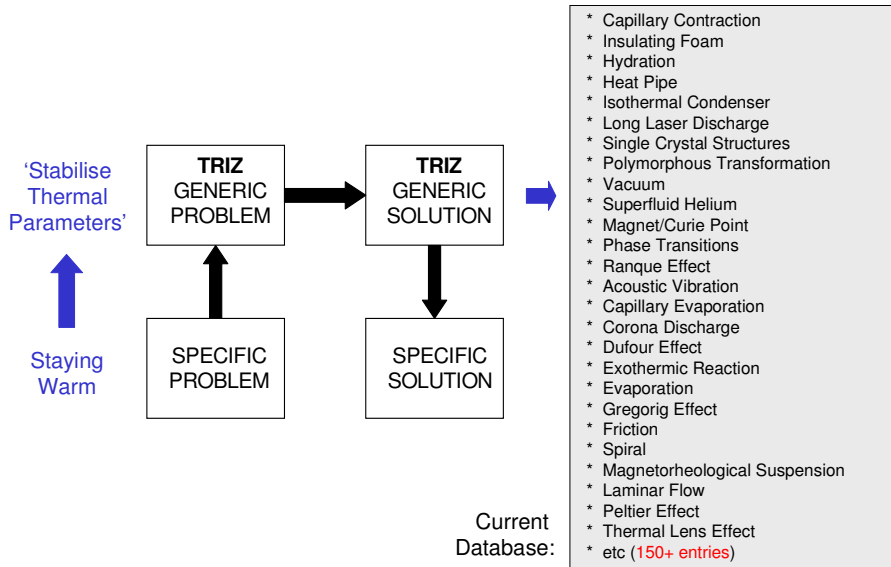 ‘Stabilise
Thermal
Parameters’
Staying
Warm
TRIZ
GENERIC
PROBLEM
TRIZ
GENERIC
SOLUTION
SPECIFIC
PROBLEM
SPECIFIC
SOLUTION
Current
Database:
* Capillary Contraction
* Insulating Foam
* Hydration
* Heat Pipe
* Isothermal Condenser
* Long Laser Discharge
* Single Crystal Structures
* Polymorphous Transformation
* Vacuum
* Superfluid Helium
* Magnet/Curie Point
* Phase Transitions
* Ranque Effect
* Acoustic Vibration
* Capillary Evaporation
* Corona Discharge
* Dufour Effect
* Exothermic Reaction
* Evaporation
* Gregorig Effect
* Friction
* Spiral
* Magnetorheological Suspension
* Laminar Flow
* Peltier Effect
* Thermal Lens Effect
* etc (150+ entries)